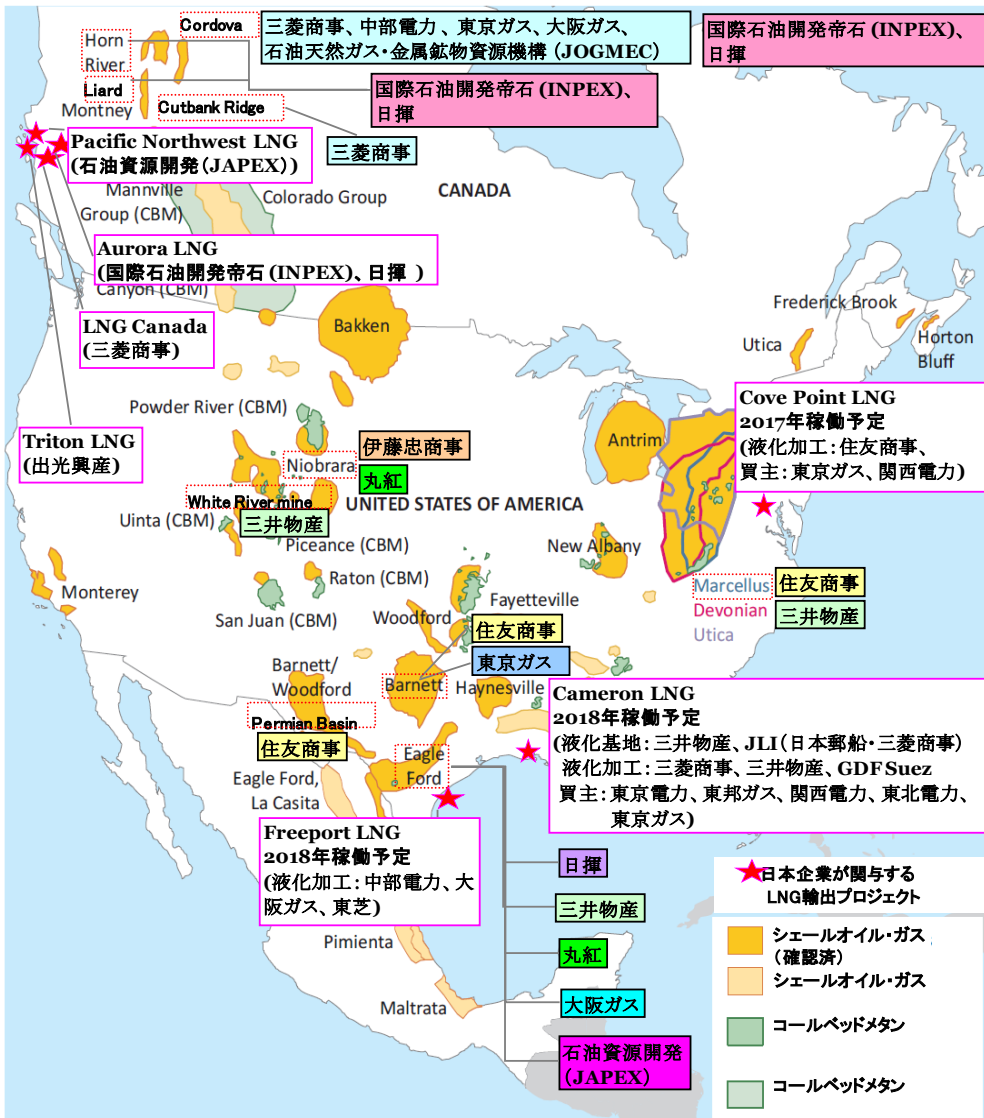 Cordova
三菱商事、中部電力、東京ガス、大阪ガス、
石油天然ガス・金属鉱物資源機構（JOGMEC）
国際石油開発帝石(INPEX)、
日揮
Horn
River
Liard
Montney
Cutbank Ridge
国際石油開発帝石(INPEX)、
日揮
三菱商事
Pacific Northwest LNG
(石油資源開発（JAPEX））
CANADA
Mannville
Group (CBM)
Colorado Group
Aurora LNG
(国際石油開発帝石(INPEX)、日揮 )
Canyon (CBM)
LNG Canada
(三菱商事)
Bakken
Frederick Brook
Utica
Horton
Bluff
Powder River (CBM)
Triton LNG
(出光興産)
Antrim
Cove Point LNG
2017年稼働予定
(液化加工：住友商事、
買主：東京ガス、関西電力)
伊藤忠商事
Niobrara
丸紅
White River mine
UNITED STATES OF AMERICA
Uinta (CBM)
三井物産
Piceance (CBM)
New Albany
Monterey
Raton (CBM)
San Juan (CBM)
Fayetteville
Woodford
Marcellus
住友商事
Devonian
三井物産
Utica
住友商事
東京ガス
Barnett/
Woodford
Barnett
Haynesville
Permian Basin
住友商事
Cameron LNG
2018年稼働予定
(液化基地：三井物産、JLI（日本郵船・三菱商事）
液化加工：三菱商事、三井物産、GDF Suez
買主：東京電力、東邦ガス、関西電力、東北電力、
東京ガス)
Eagle
Ford
Eagle Ford,
La Casita
Freeport LNG
2018年稼働予定
(液化加工：中部電力、大
阪ガス、東芝)
日揮
三井物産
丸紅
大阪ガス
石油資源開発
（JAPEX）
Pimienta
Maltrata
日本企業が関与する
LNG輸出プロジェクト
シェールオイル・ガス
（確認済）
シェールオイル・ガス
コールベッドメタン
コールベッドメタン